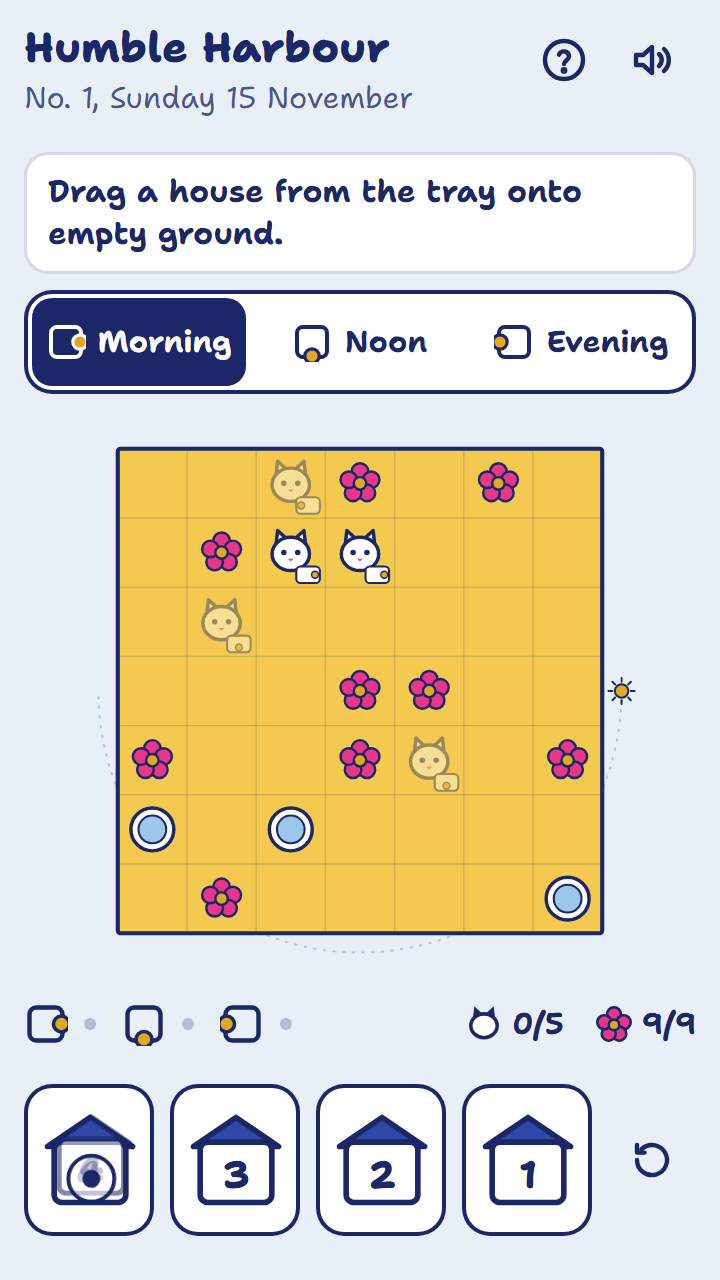 Humble Harbour
No. 1, Sunday 15 November
Drag a house from the tray onto
empty ground.
Morning Noon Evening
0/5 9/9
3 2 1